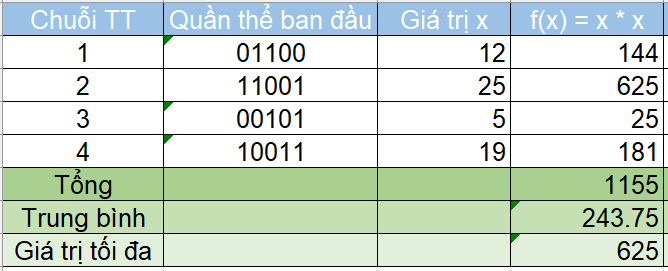 Chuỗi TT Quần thể ban đầu Giá trị x f(x) = x * x
1 01100 12 144
2 11001 25 625
3 00101 5 25
4 10011 19 181
Tổng 1155
Trung bình 243.75
Giá trị tối đa 625